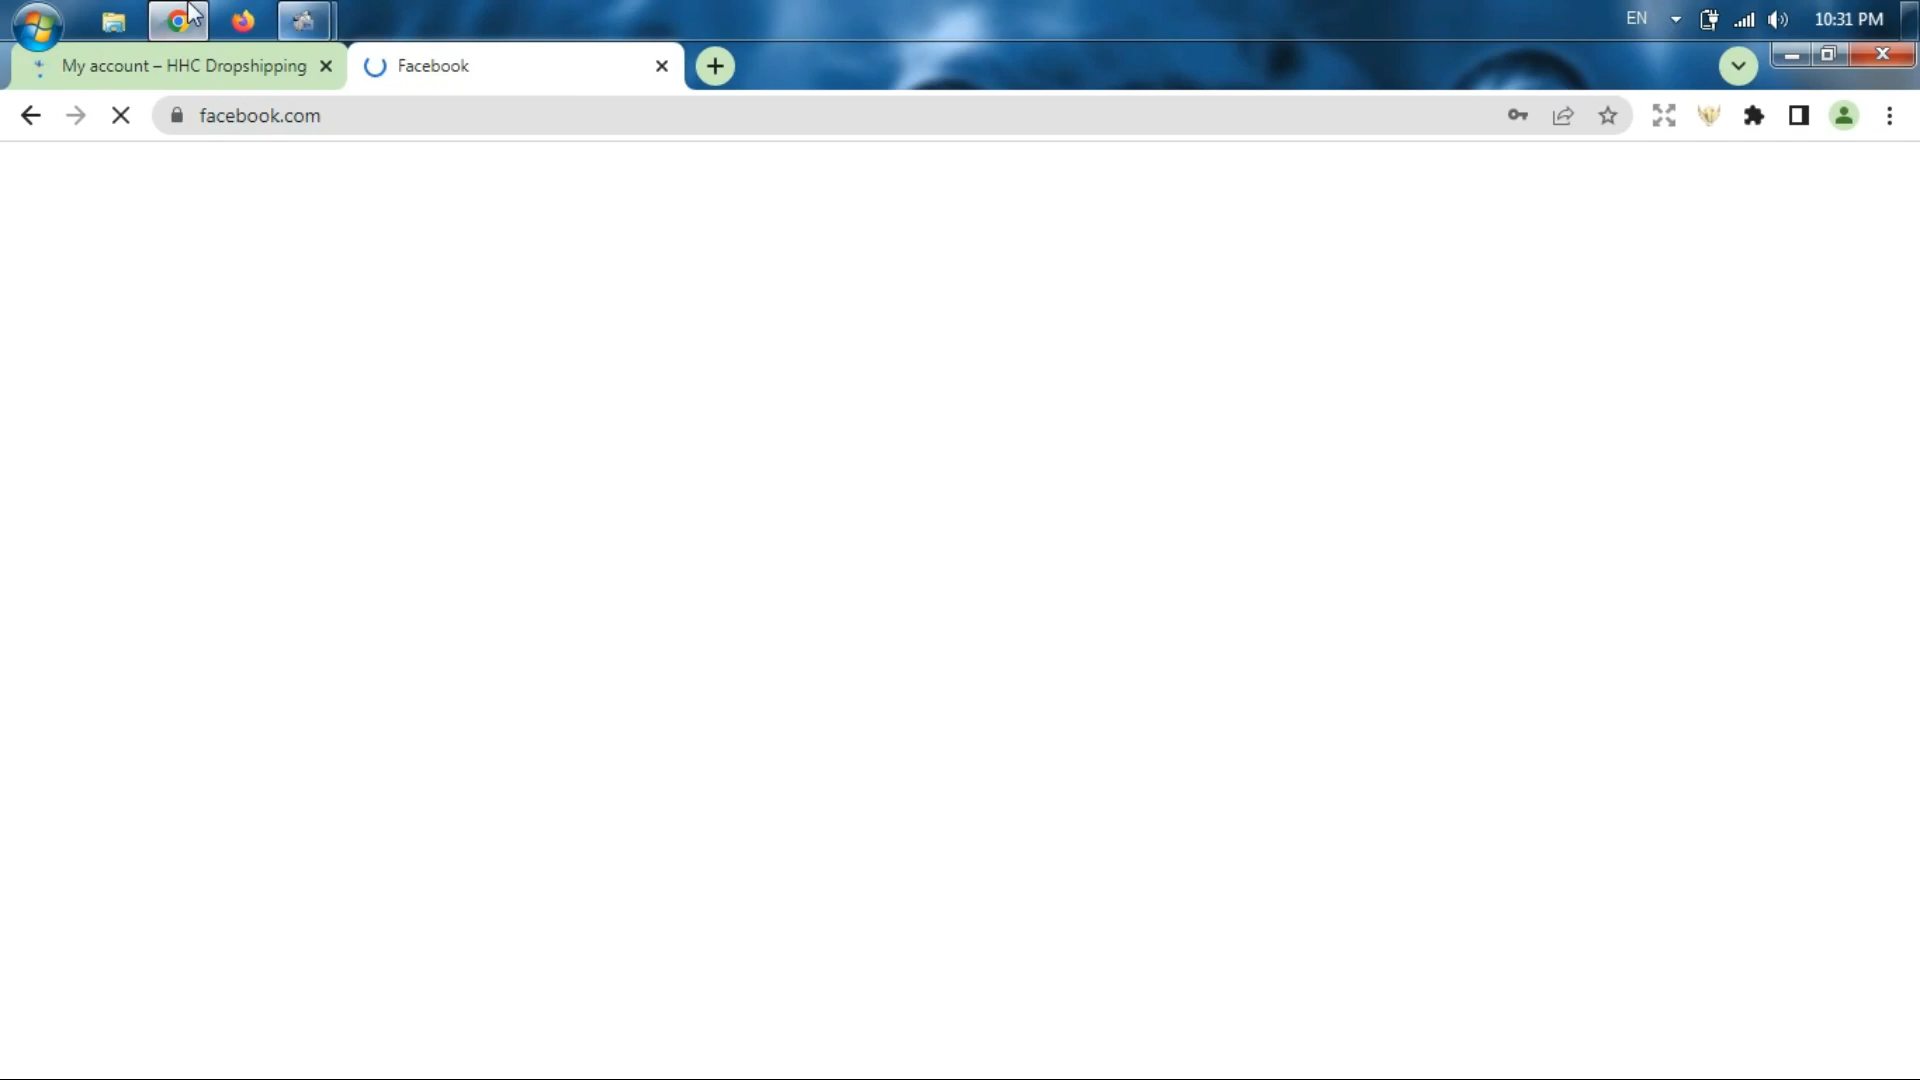 EN
10:31 PM
My account – HHC Dropshipping
Facebook
facebook.com